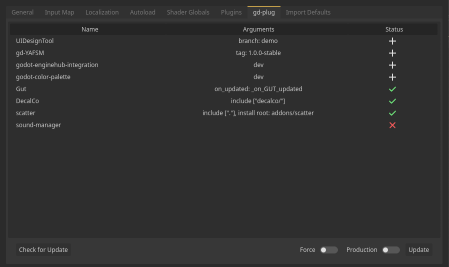 General Input Map Localization Autoload Shader Globals Plugins gd-plug Import Defaults
Name Arguments Status
UIDesignTool branch: demo
gd-YAFSM tag: 1.0.0-stable
godot-enginehub-integration dev
godot-color-palette dev
Gut on_updated: _on_GUT_updated
DecalCo include ["decalco/"]
scatter include ["."], install root: addons/scatter
sound-manager
Check for Update Force Production Update